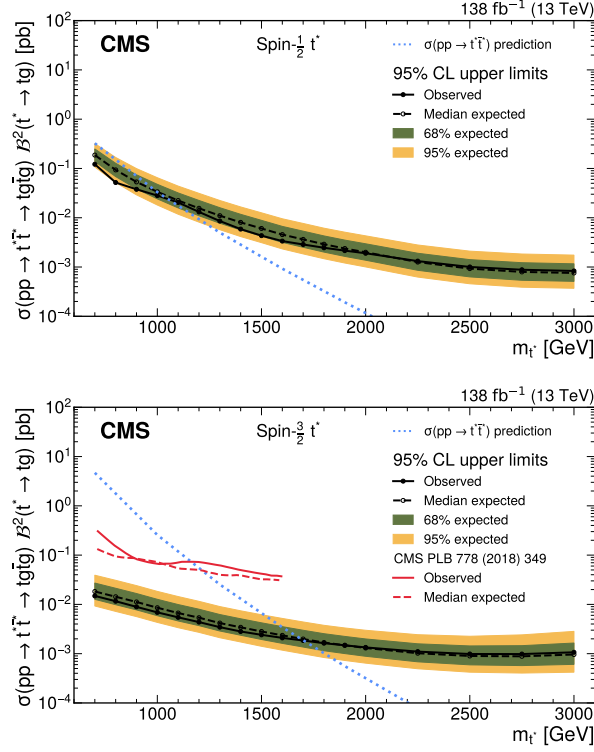 138 fb⁻¹ (13 TeV)
CMS
Spin-½ t*
σ(pp → t*t̄*) prediction
95% CL upper limits
Observed
Median expected
68% expected
95% expected
σ(pp → t*t̄* → tgt̄g) ℬ²(t* → tg) [pb]
10²
10¹
10⁰
10⁻¹
10⁻²
10⁻³
10⁻⁴
1000 1500 2000 2500 3000
m_t* [GeV]
138 fb⁻¹ (13 TeV)
CMS
Spin-3/2 t*
σ(pp → t*t̄*) prediction
95% CL upper limits
Observed
Median expected
68% expected
95% expected
CMS PLB 778 (2018) 349
Observed
Median expected
σ(pp → t*t̄* → tgt̄g) ℬ²(t* → tg) [pb]
10²
10¹
10⁰
10⁻¹
10⁻²
10⁻³
10⁻⁴
1000 1500 2000 2500 3000
m_t* [GeV]